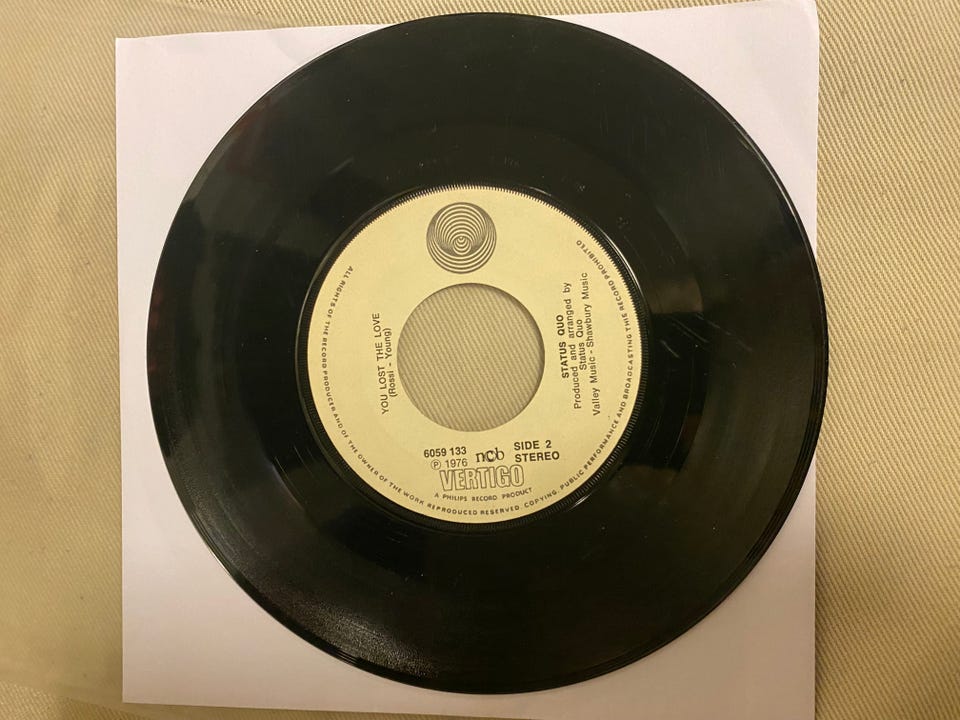 YOU LOST THE LOVE
(Rossi - Young)
STATUS QUO
Produced and arranged by
Status Quo
Valley Music - Shawbury Music
6059 133
℗ 1976
ncb
SIDE 2
STEREO
VERTIGO
A PHILIPS RECORD PRODUCT
ALL RIGHTS OF THE RECORD PRODUCER AND OF THE OWNER OF THE WORK REPRODUCED RESERVED. COPYING, PUBLIC PERFORMANCE AND BROADCASTING THIS RECORD PROHIBITED